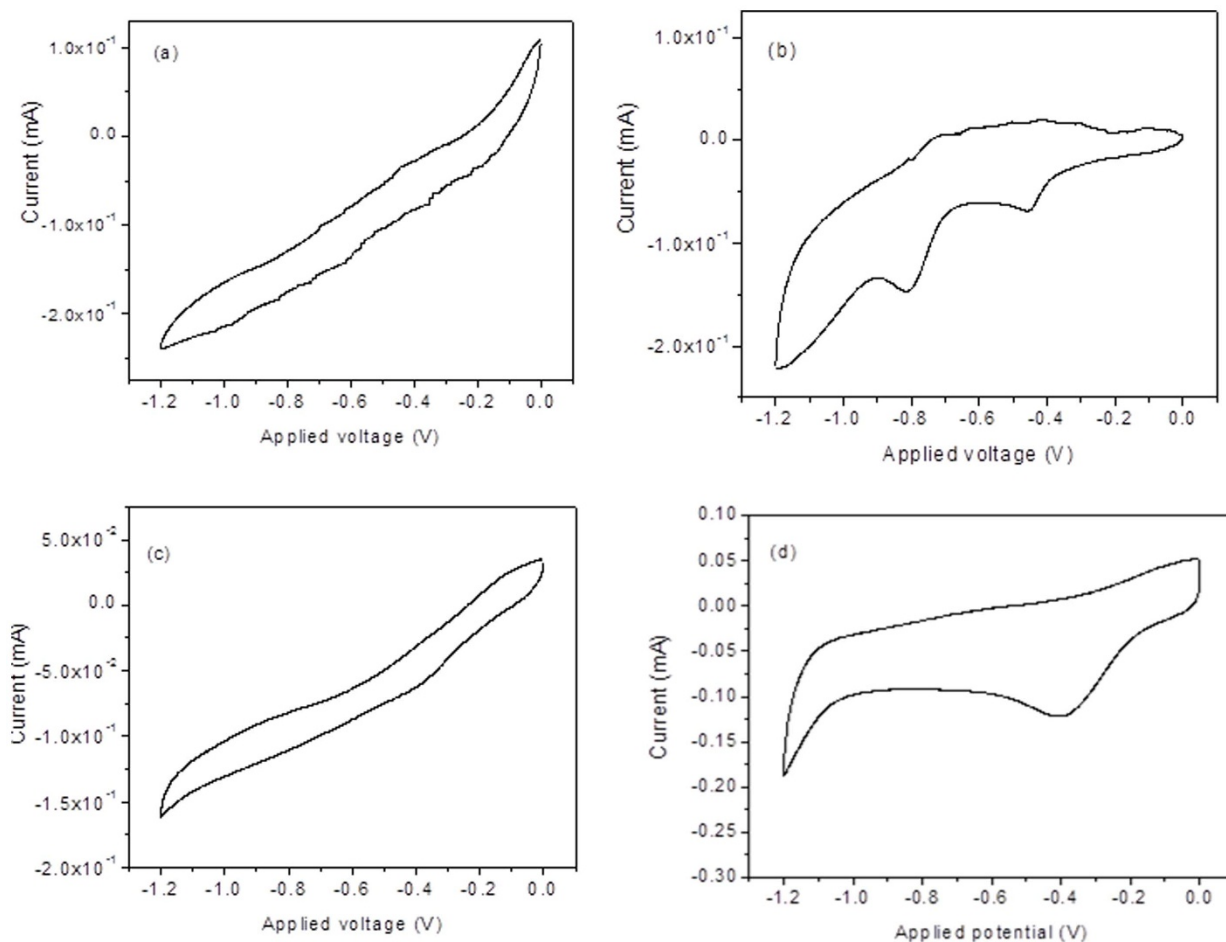 (a)
Current (mA)
1.0x10⁻¹
0.0
-1.0x10⁻¹
-2.0x10⁻¹
-1.2 -1.0 -0.8 -0.6 -0.4 -0.2 0.0
Applied voltage (V)
(b)
Current (mA)
1.0x10⁻¹
0.0
-1.0x10⁻¹
-2.0x10⁻¹
-1.2 -1.0 -0.8 -0.6 -0.4 -0.2 0.0
Applied voltage (V)
(c)
Current (mA)
5.0x10⁻²
0.0
-5.0x10⁻²
-1.0x10⁻¹
-1.5x10⁻¹
-2.0x10⁻¹
-1.2 -1.0 -0.8 -0.6 -0.4 -0.2 0.0
Applied voltage (V)
(d)
Current (mA)
0.10
0.05
0.00
-0.05
-0.10
-0.15
-0.20
-0.25
-0.30
-1.2 -1.0 -0.8 -0.6 -0.4 -0.2 0.0
Applied potential (V)